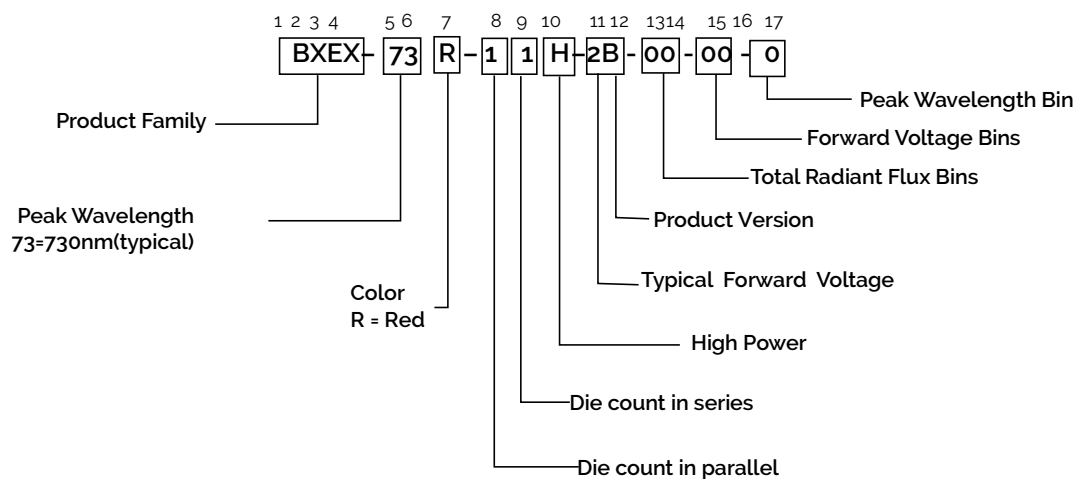 1 2 3 4 5 6 7 8 9 10 11 12 13 14 15 16 17
BXEX- 73 R - 1 1 H - 2B - 00 - 00 - 0
Peak Wavelength Bin
Product Family
Forward Voltage Bins
Total Radiant Flux Bins
Peak Wavelength
73=730nm(typical)
Product Version
Typical Forward Voltage
Color
R = Red
High Power
Die count in series
Die count in parallel